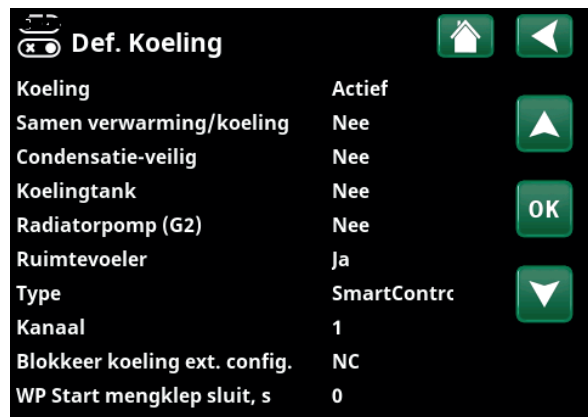 Def. Koeling
Koeling Actief
Samen verwarming/koeling Nee
Condensatie-veilig Nee
Koelingtank Nee
Radiatorpomp (G2) Nee
OK
Ruimtevoeler Ja
Type SmartContrc
Kanaal 1
Blokkeer koeling ext. config. NC
WP Start mengklep sluit, s 0